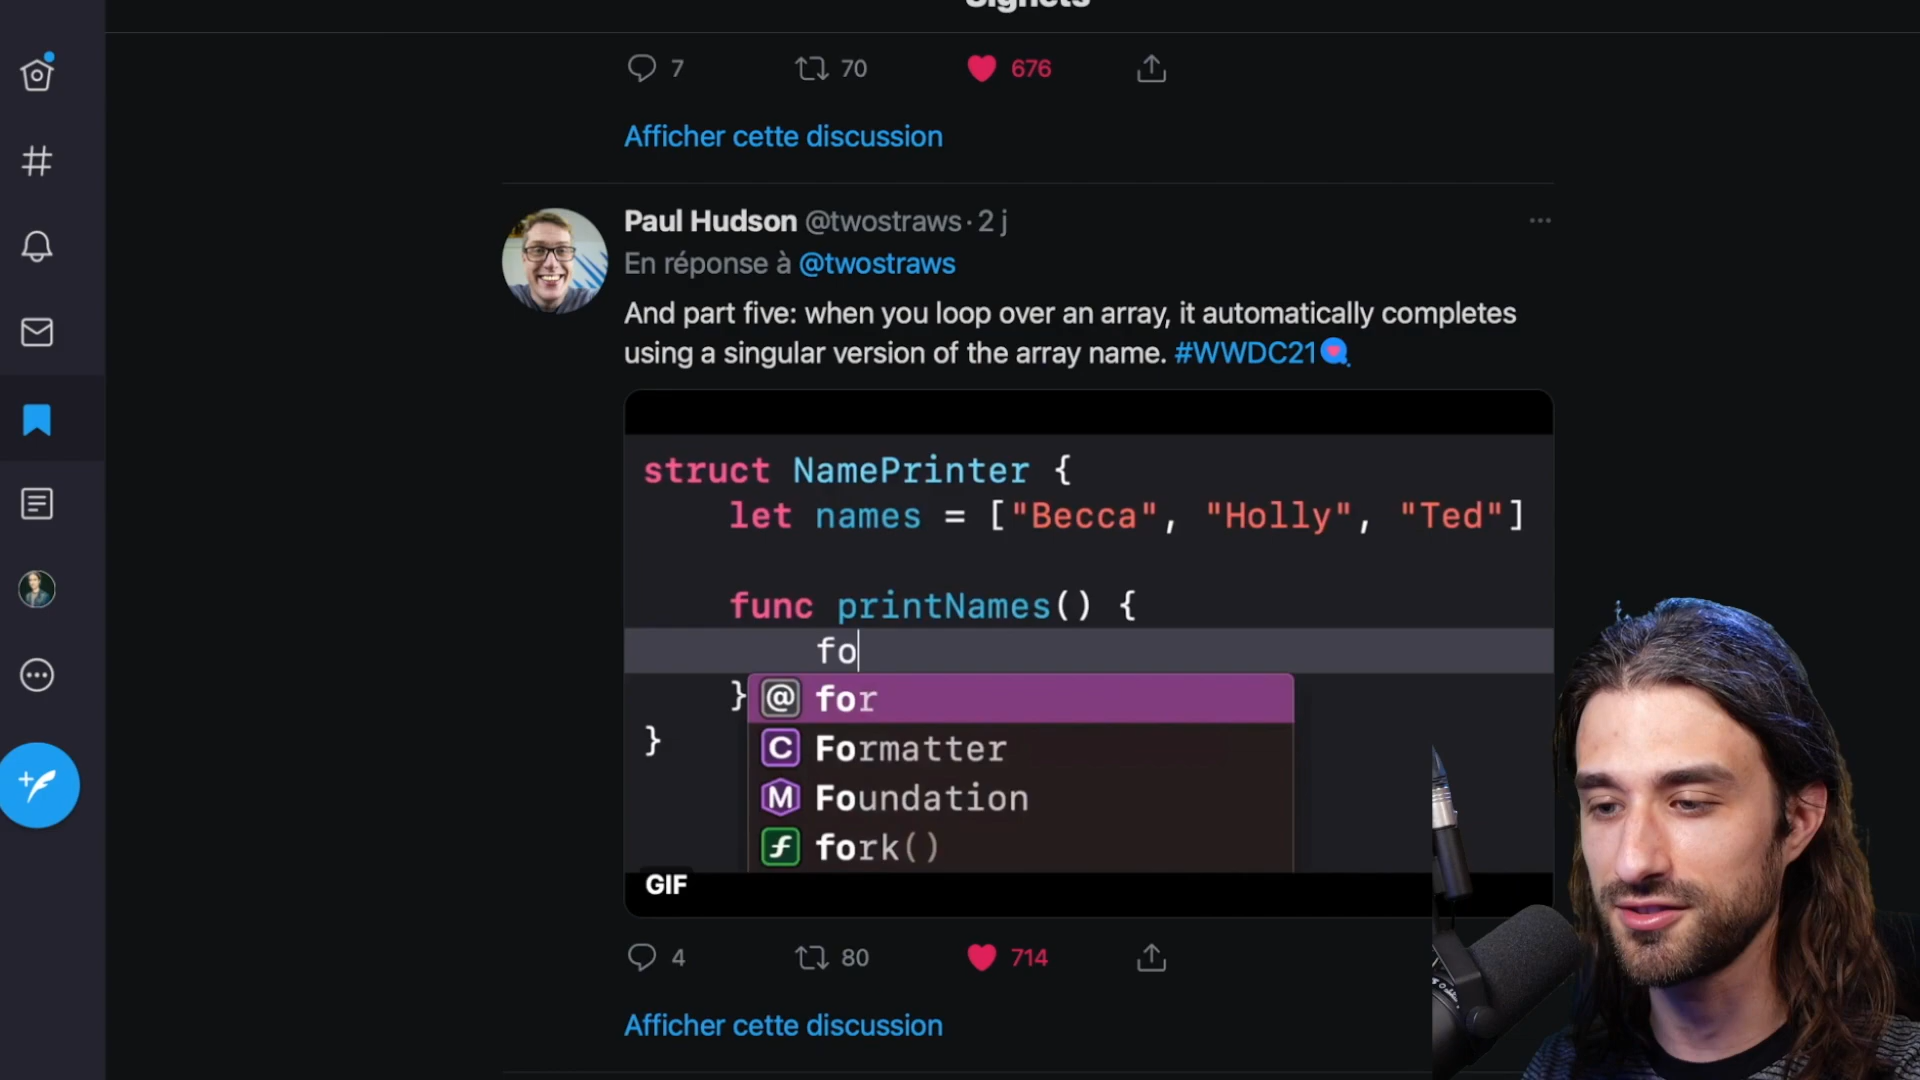 Signets
7 70 676
Afficher cette discussion
Paul Hudson @twostraws · 2 j
En réponse à @twostraws
And part five: when you loop over an array, it automatically completes
using a singular version of the array name. #WWDC21
struct NamePrinter {
let names = ["Becca", "Holly", "Ted"]
func printNames() {
fo
} @ for
C Formatter
} M Foundation
f fork()
GIF
4 80 714
Afficher cette discussion